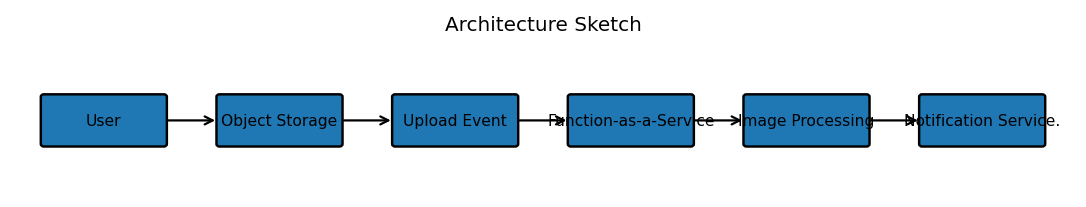 Architecture Sketch
User
Object Storage
Upload Event
Function-as-a-Service
Image Processing
Notification Service.